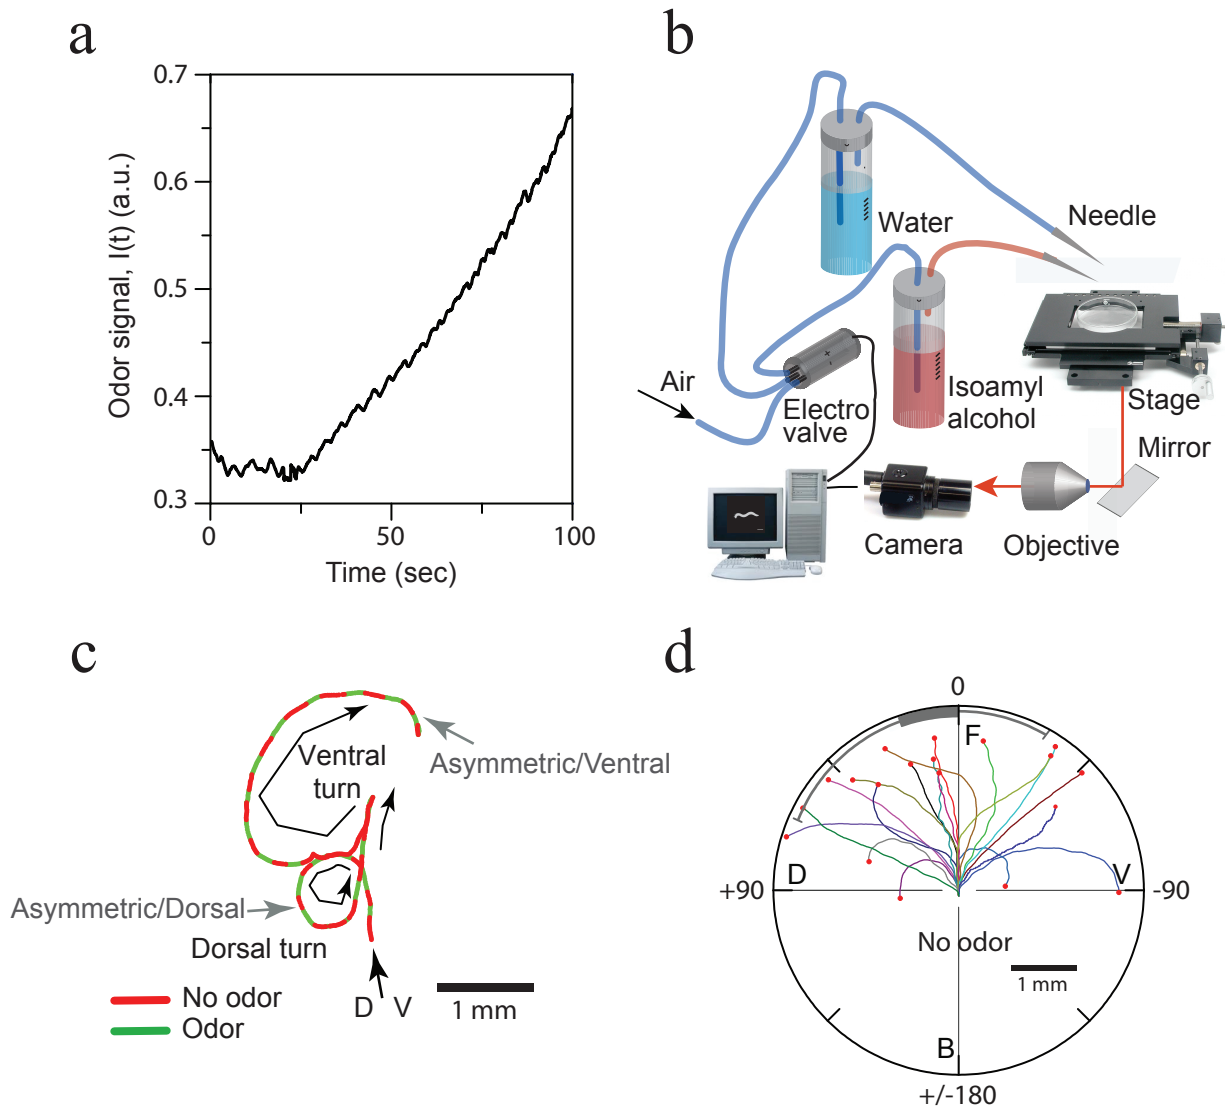 a
Odor signal, I(t) (a.u.)
0.7
0.6
0.5
0.4
0.3
0
50
100
Time (sec)
b
Water
Needle
Air
Electro
valve
Isoamyl
alcohol
Stage
Mirror
Camera
Objective
c
Ventral
turn
Asymmetric/Ventral
Asymmetric/Dorsal
Dorsal turn
No odor
Odor
D V
1 mm
d
0
F
+90
D
V
-90
No odor
1 mm
B
+/-180